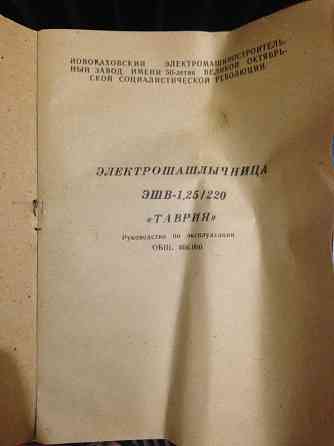 НОВОКАХОВСКИЙ ЭЛЕКТРОМАШИНОСТРОИТЕЛЬ-
НЫЙ ЗАВОД ИМЕНИ 50-летия ВЕЛИКОЙ ОКТЯБРЬ-
СКОЙ СОЦИАЛИСТИЧЕСКОЙ РЕВОЛЮЦИИ
ЭЛЕКТРОШАШЛЫЧНИЦА
ЭШВ-1,25/220
«ТАВРИЯ»
Руководство по эксплуатации
ОБШ.